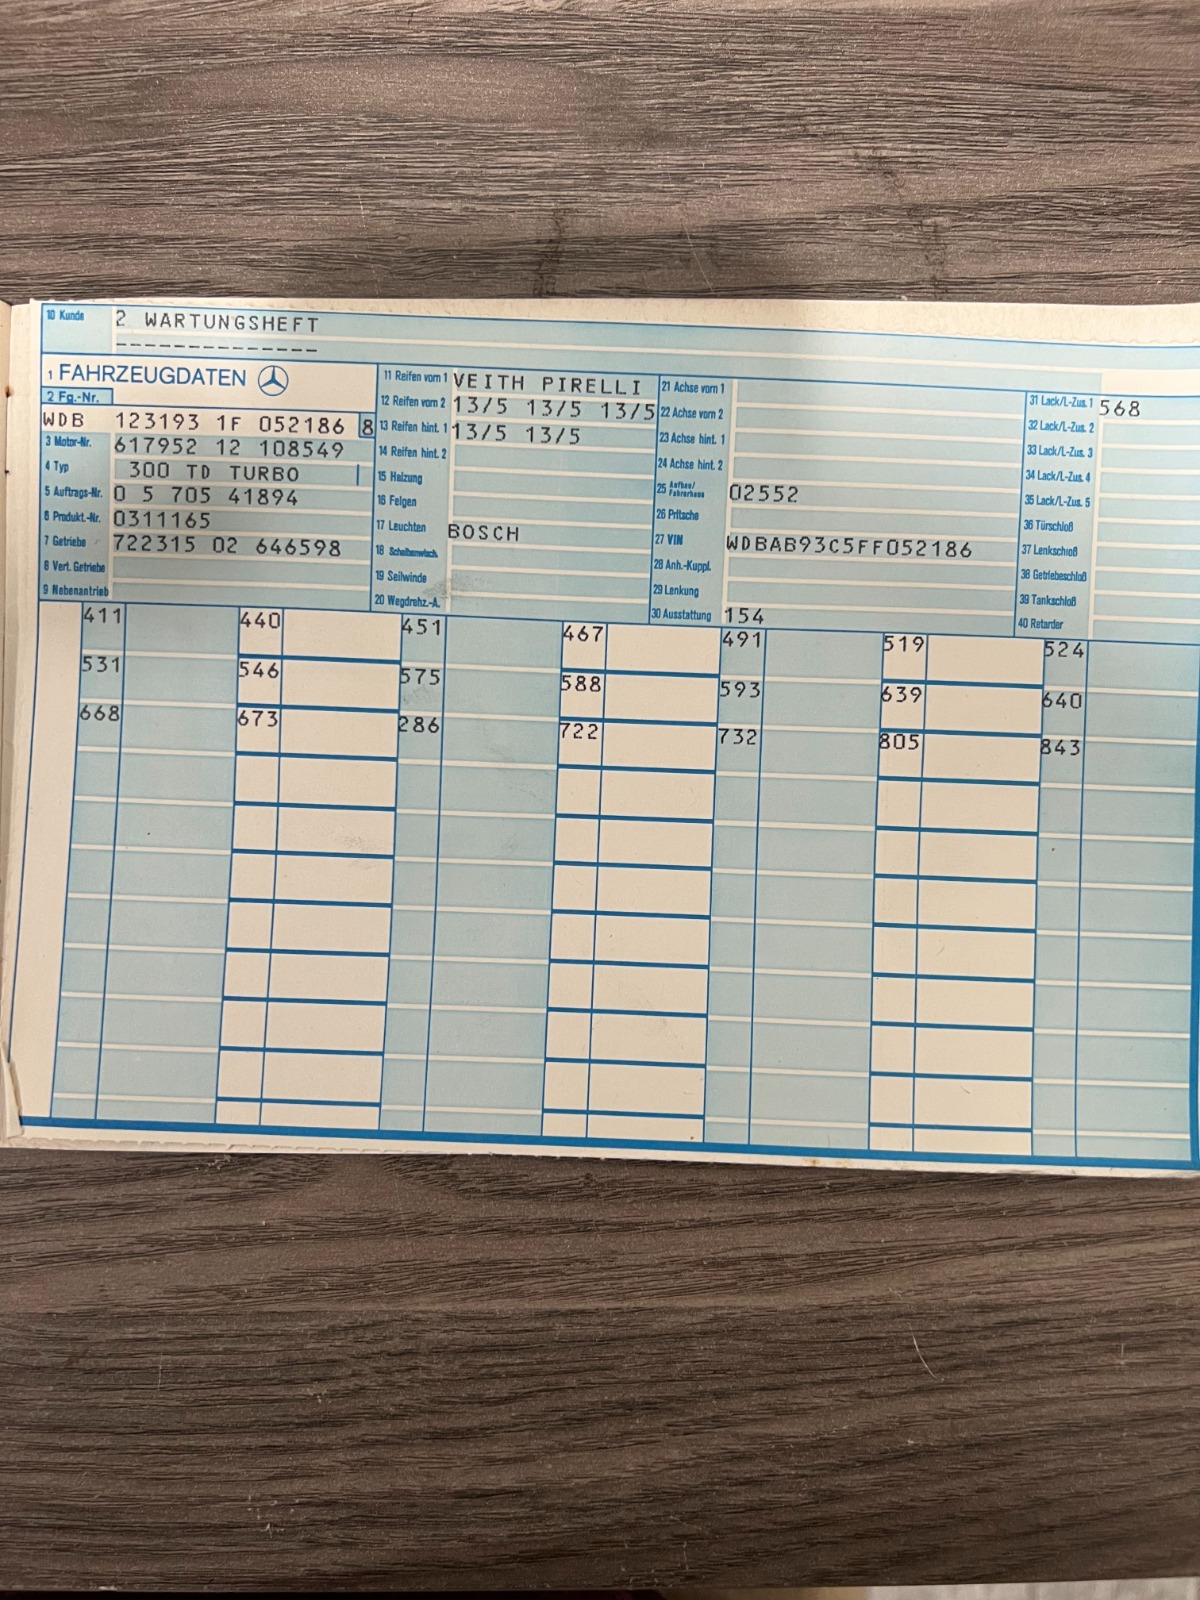 10 Kunde 2 WARTUNGSHEFT
--------------
1 FAHRZEUGDATEN
2 Fg.-Nr.
WDB 123193 1F 052186 8
3 Motor-Nr. 617952 12 108549
4 Typ 300 TD TURBO
5 Auftrags-Nr. 0 5 705 41894
6 Produkt.-Nr. 0311165
7 Getriebe 722315 02 646598
8 Vert. Getriebe
9 Nebenantrieb
11 Reifen vorn 1 VEITH PIRELLI
12 Reifen vorn 2 13/5 13/5 13/5
13 Reifen hint. 1 13/5 13/5
14 Reifen hint. 2
15 Heizung
16 Felgen
17 Leuchten BOSCH
18 Scheibenwisch.
19 Seilwinde
20 Wegdrehz.-A.
21 Achse vorn 1
22 Achse vorn 2
23 Achse hint. 1
24 Achse hint. 2
25 Aufbau/Fahrerhaus 02552
26 Pritsche
27 VIN WDBAB93C5FF052186
28 Anh.-Kuppl.
29 Lenkung
30 Ausstattung 154
31 Lack/L-Zus. 1 568
32 Lack/L-Zus. 2
33 Lack/L-Zus. 3
34 Lack/L-Zus. 4
35 Lack/L-Zus. 5
36 Türschloß
37 Lenkschloß
38 Getriebeschloß
39 Tankschloß
40 Retarder
411 440 451 467 491 519 524
531 546 575 588 593 639 640
668 673 286 722 732 805 843